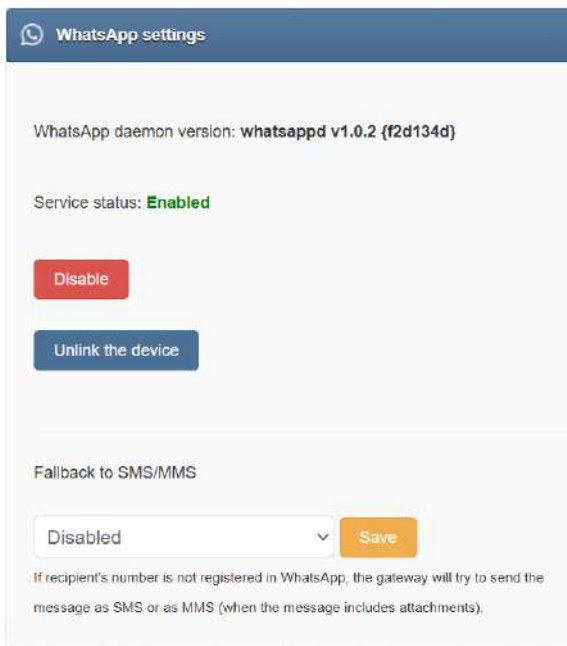 WhatsApp settings
WhatsApp daemon version: whatsappd v1.0.2 {f2d134d}
Service status: Enabled
Disable
Unlink the device
Fallback to SMS/MMS
Disabled
Save
If recipient's number is not registered in WhatsApp, the gateway will try to send the
message as SMS or as MMS (when the message includes attachments).